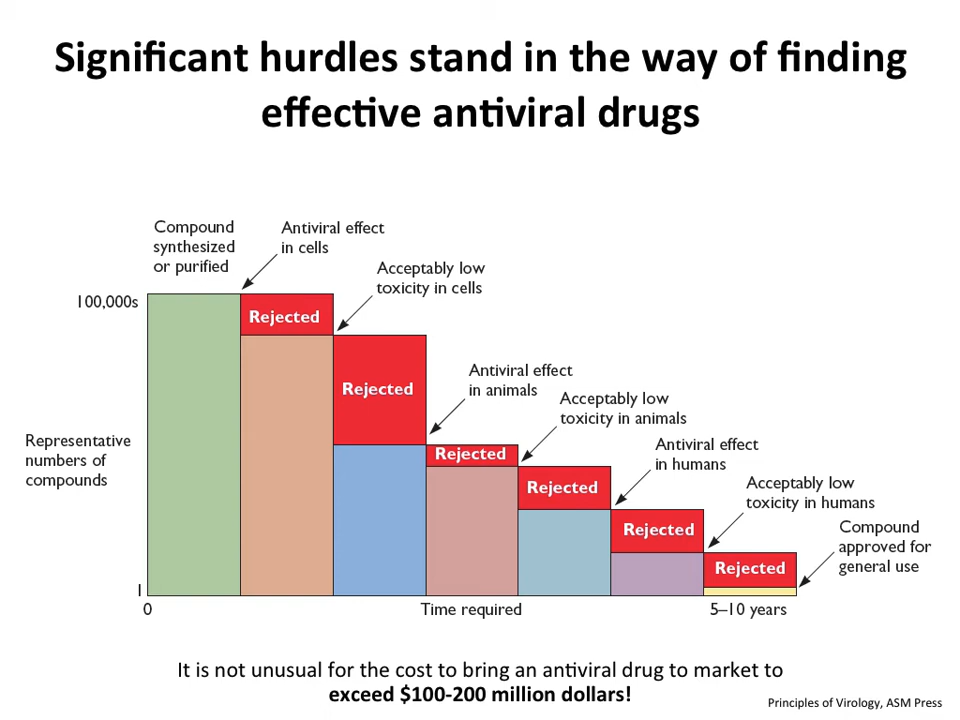 Significant hurdles stand in the way of finding
effective antiviral drugs
Compound
synthesized
or purified
Antiviral effect
in cells
Acceptably low
toxicity in cells
100,000s
Rejected
Rejected
Antiviral effect
in animals
Acceptably low
toxicity in animals
Representative
numbers of
compounds
Rejected
Antiviral effect
in humans
Rejected
Acceptably low
toxicity in humans
Rejected
Compound
approved for
general use
Rejected
1
0
Time required
5–10 years
It is not unusual for the cost to bring an antiviral drug to market to
exceed $100-200 million dollars!
Principles of Virology, ASM Press